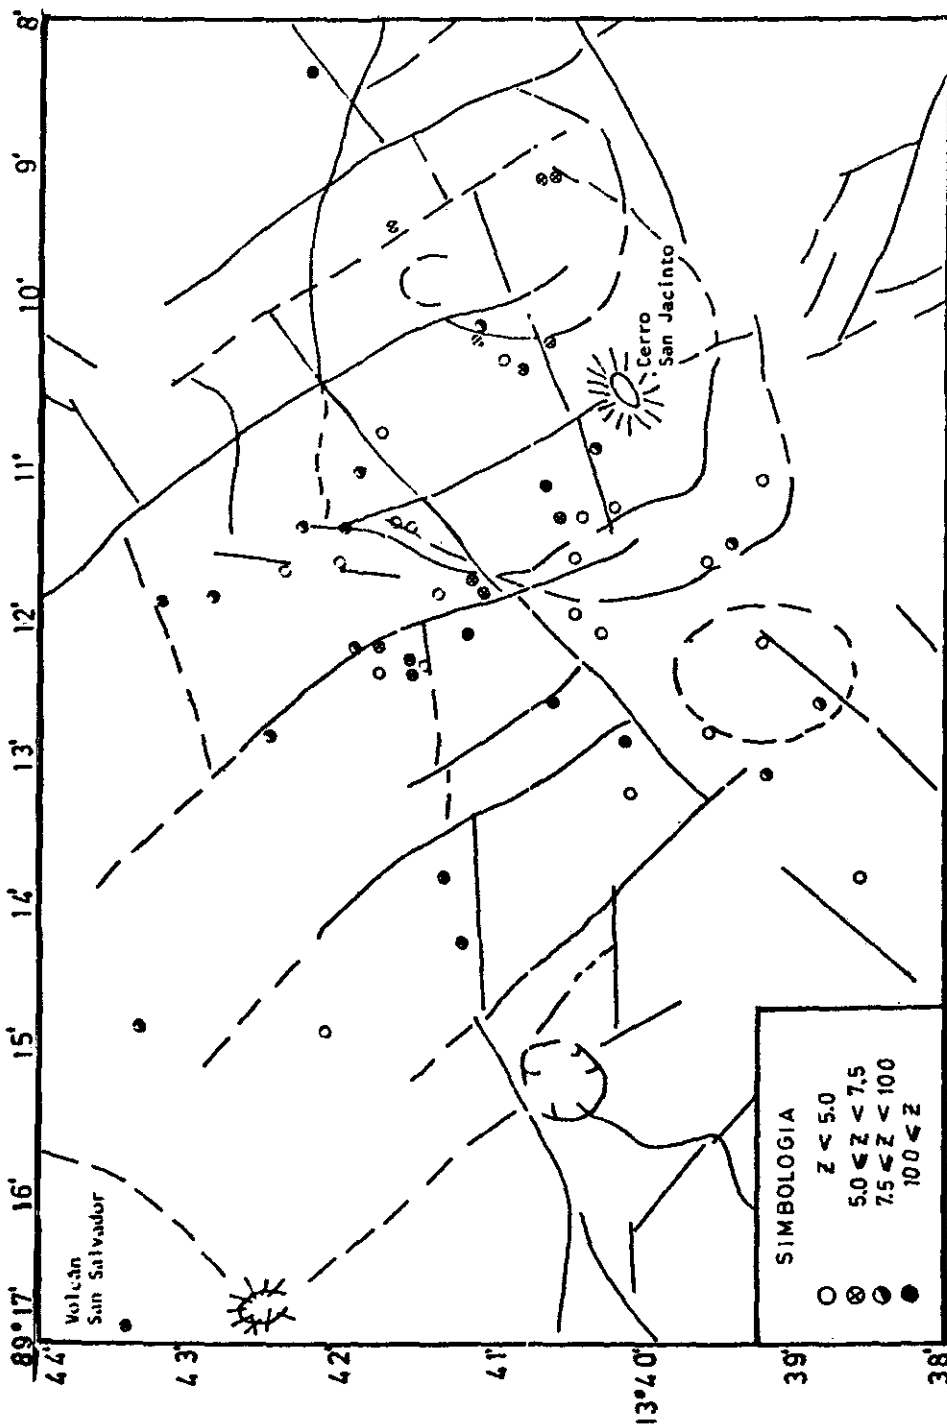 89°17'
16'
15'
14'
13'
12'
11'
10'
9'
8'
44'
43'
42'
41'
13°40'
39'
38'
Volcán
San Salvador
Cerro
San Jacinto
SIMBOLOGIA
Z < 5.0
5.0 ⩽ Z < 7.5
7.5 ⩽ Z < 100
100 ⩽ Z